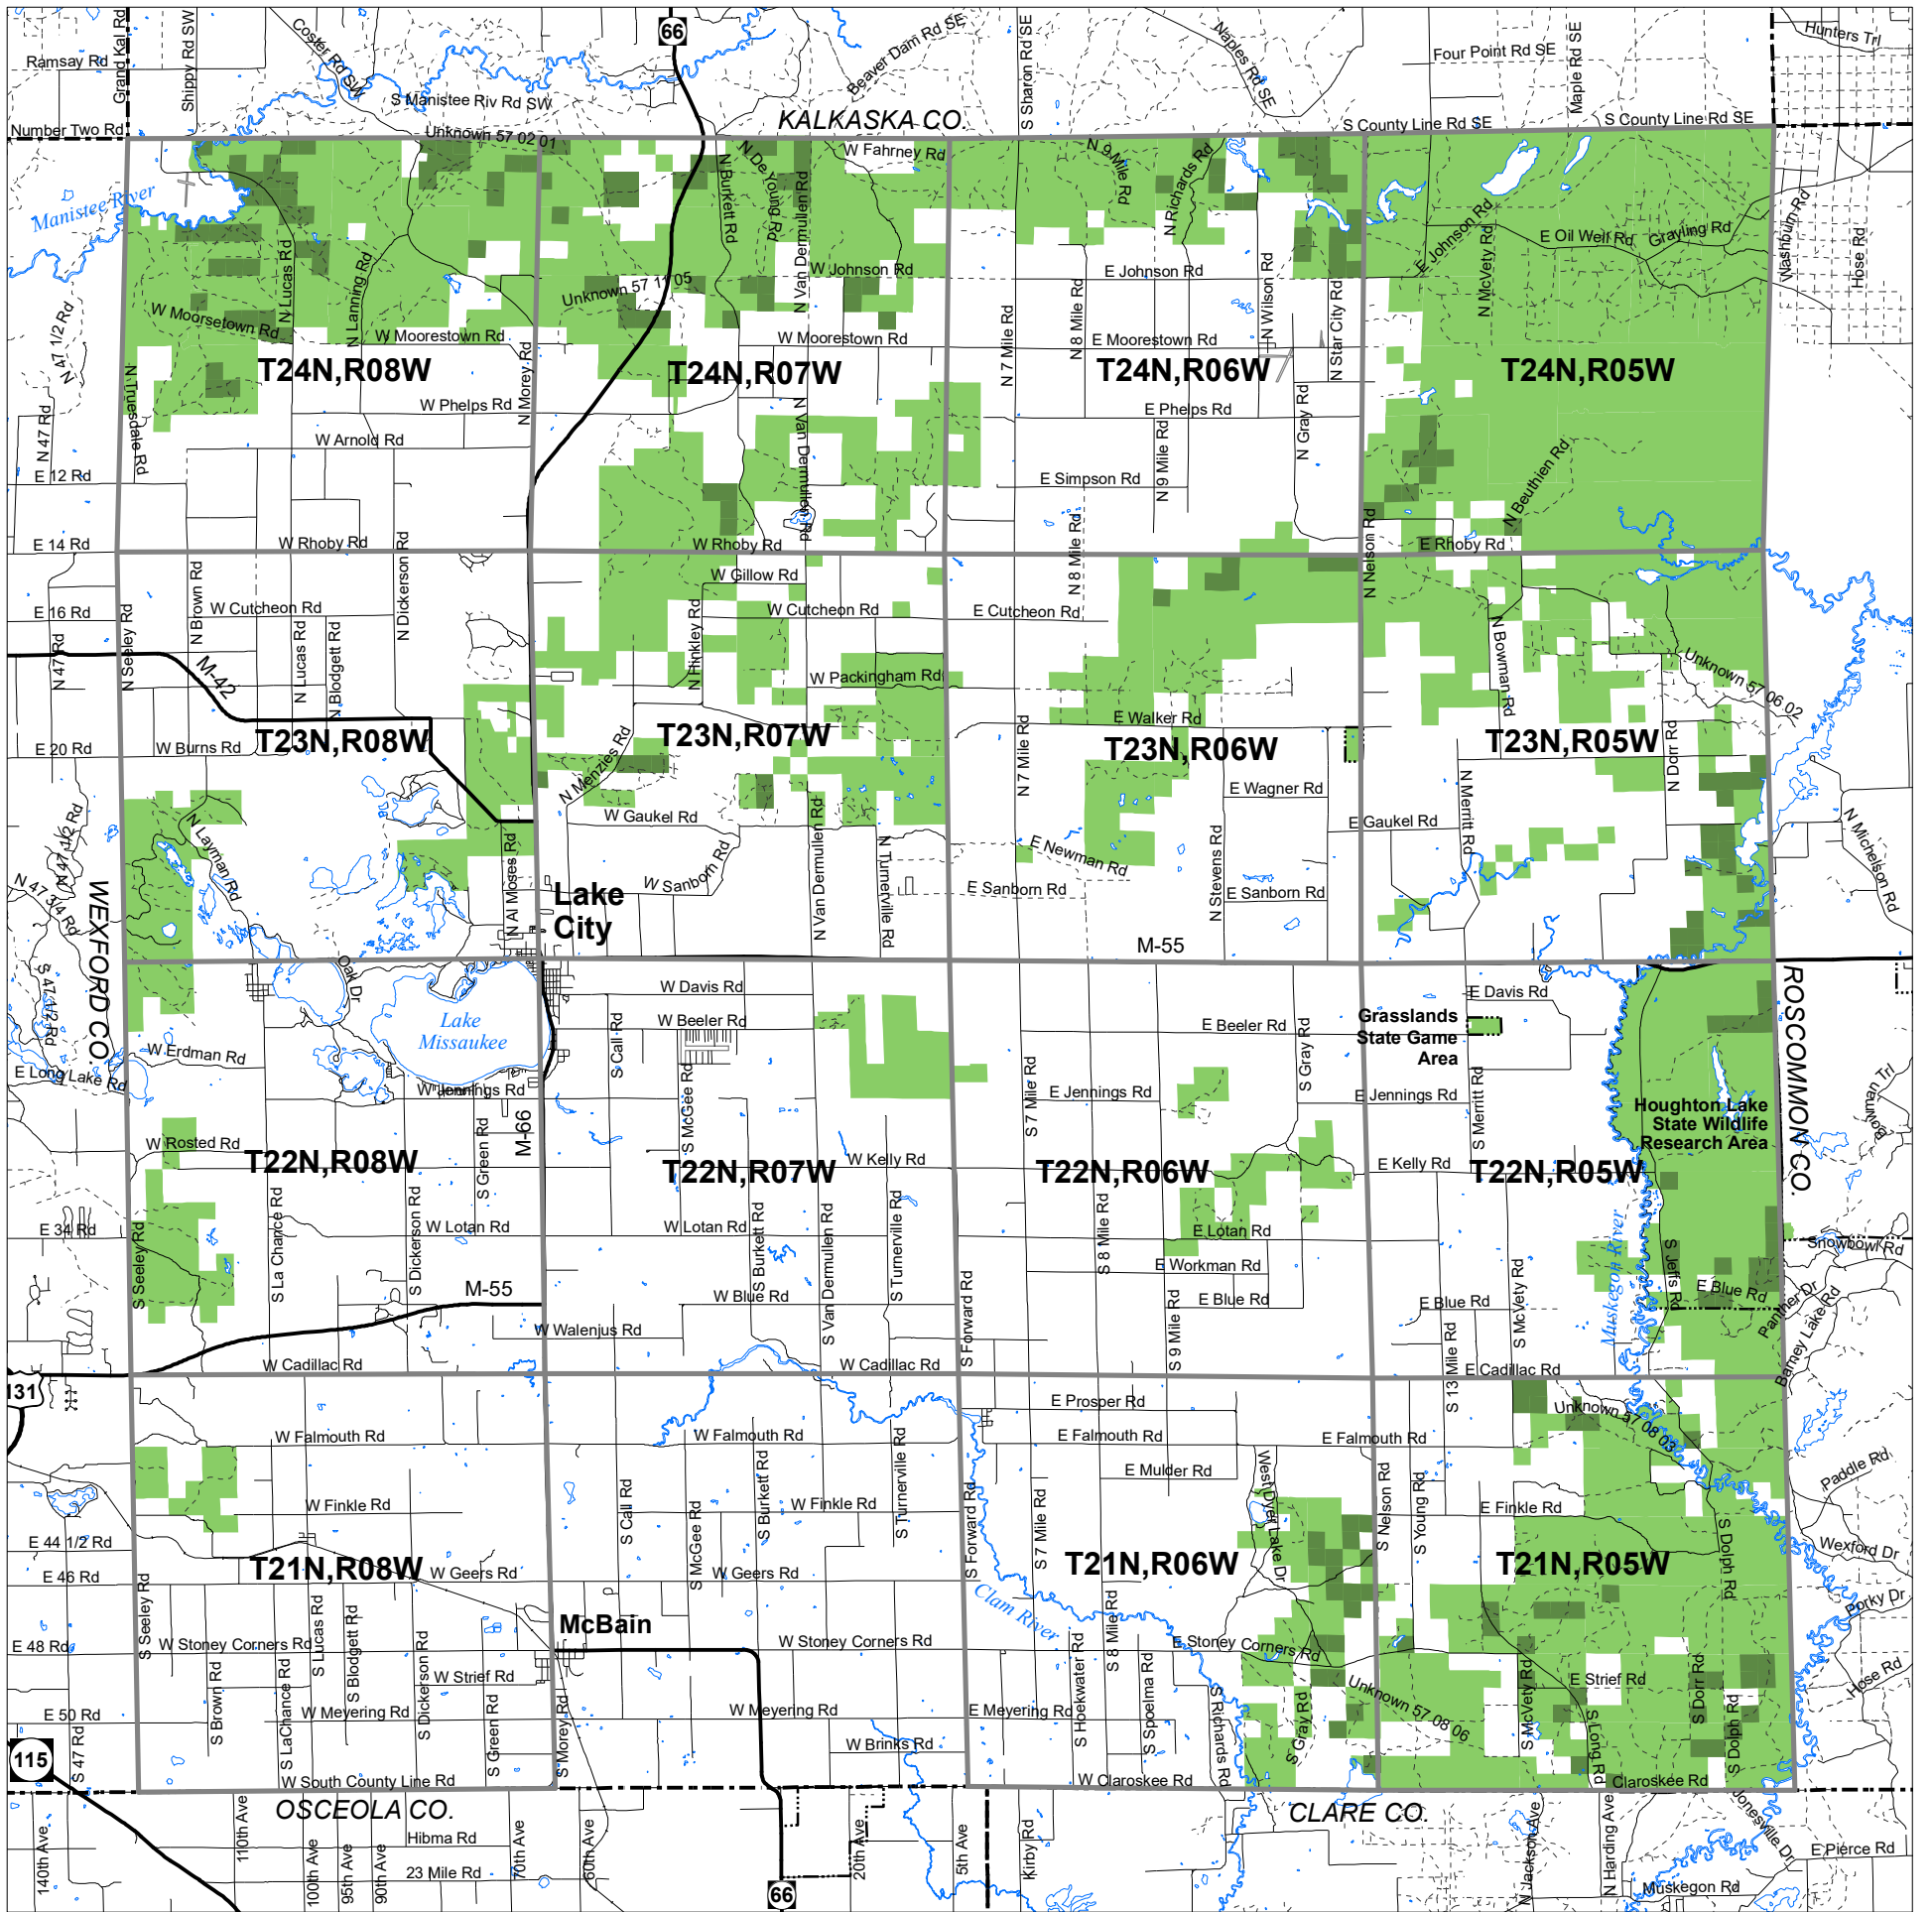 Ramsay Rd
Grand Kal Rd
Shippy Rd SW
Coster Rd SW
66
Beaver Dam Rd SE
S Sharon Rd SE
Naples Rd SE
Four Point Rd SE
Maple Rd SE
Hunters Trl
S Manistee Riv Rd SW
KALKASKA CO.
Number Two Rd
Unknown 57 02 01
S County Line Rd SE
S County Line Rd SE
W Fahrney Rd
N De Young Rd
N Burkett Rd
N Van Dermullen Rd
N 9 Mile Rd
N Richards Rd
Manistee River
N Lucas Rd
N Lanning Rd
W Johnson Rd
E Johnson Rd
N Wilson Rd
E Johnson Rd
N McVety Rd
E Oil Well Rd
Grayling Rd
Nashburn Rd
Hose Rd
Unknown 57 11 05
N 8 Mile Rd
N Star City Rd
N 47 1/2 Rd
W Moorsetown Rd
W Moorestown Rd
W Moorestown Rd
E Moorestown Rd
N Morey Rd
N 7 Mile Rd
T24N,R08W
T24N,R07W
T24N,R06W
T24N,R05W
N Truesdale Rd
W Phelps Rd
E Phelps Rd
N Gray Rd
N 47 Rd
W Arnold Rd
N Van Dermullen Rd
N 9 Mile Rd
E 12 Rd
E Simpson Rd
N Beuthien Rd
E 14 Rd
W Rhoby Rd
N Dickerson Rd
W Rhoby Rd
N 8 Mile Rd
N Nelson Rd
E Rhoby Rd
W Gillow Rd
E 16 Rd
N Seeley Rd
N Brown Rd
W Cutcheon Rd
W Cutcheon Rd
E Cutcheon Rd
N 47 Rd
M-42
N Lucas Rd
N Blodgett Rd
N Hinkley Rd
W Packingham Rd
N Bowman Rd
Unknown 57 06 02
E Walker Rd
T23N,R08W
T23N,R07W
T23N,R06W
T23N,R05W
E 20 Rd
W Burns Rd
N Menzies Rd
N 7 Mile Rd
N Dorr Rd
E Wagner Rd
N Merritt Rd
N 47 1/2 Rd
N Layman Rd
W Gaukel Rd
N Van Dermullen Rd
E Gaukel Rd
N Michelson Rd
N 47 3/4 Rd
WEXFORD CO.
N Al Moses Rd
Lake
City
W Sanborn Rd
N Turnerville Rd
E Newman Rd
E Sanborn Rd
N Stevens Rd
E Sanborn Rd
M-55
S 47 1/2 Rd
Oak Dr
W Davis Rd
E Davis Rd
ROSCOMMON CO.
Lake
Missaukee
W Beeler Rd
E Beeler Rd
Grasslands
State Game
Area
S Call Rd
S Gray Rd
W Erdman Rd
E Long Lake Rd
W Jennings Rd
S McGee Rd
S 7 Mile Rd
E Jennings Rd
E Jennings Rd
S Merritt Rd
Houghton Lake
State Wildlife
Research Area
Bowman Trl
W Rosted Rd
S Green Rd
M-66
T22N,R08W
T22N,R07W
T22N,R06W
T22N,R05W
W Kelly Rd
E Kelly Rd
E 34 Rd
S Seeley Rd
S La Chance Rd
S Dickerson Rd
W Lotan Rd
W Lotan Rd
S Burkett Rd
S Van Dermullen Rd
S Turnerville Rd
S 8 Mile Rd
E Lotan Rd
Muskegon River
S Jeffs Rd
Snowbowl Rd
E Workman Rd
M-55
W Blue Rd
S Forward Rd
E Blue Rd
E Blue Rd
S McVety Rd
E Blue Rd
Panther Dr
Barney Lake Rd
W Walenjus Rd
S 9 Mile Rd
S 13 Mile Rd
131
W Cadillac Rd
W Cadillac Rd
E Cadillac Rd
E Prosper Rd
Unknown 57 08 03
W Falmouth Rd
W Falmouth Rd
E Falmouth Rd
E Falmouth Rd
E Mulder Rd
West Dyer Lake Dr
Paddle Rd
W Finkle Rd
S Call Rd
S McGee Rd
S Burkett Rd
W Finkle Rd
S Turnerville Rd
S Forward Rd
S 7 Mile Rd
S Nelson Rd
S Young Rd
E Finkle Rd
E 44 1/2 Rd
Wexford Dr
T21N,R08W
W Geers Rd
W Geers Rd
T21N,R06W
T21N,R05W
S Dolph Rd
E 46 Rd
Clam River
Porky Dr
S Seeley Rd
McBain
E 48 Rd
W Stoney Corners Rd
S Lucas Rd
S Blodgett Rd
W Stoney Corners Rd
S 8 Mile Rd
E Stoney Corners Rd
W Strief Rd
E Strief Rd
Hose Rd
S Brown Rd
S LaChance Rd
W Meyering Rd
S Dickerson Rd
S Green Rd
S Morey Rd
W Meyering Rd
E Meyering Rd
S Hoekwater Rd
S Spoelma Rd
S Richards Rd
S Gray Rd
Unknown 57 08 06
S McVety Rd
S Long Rd
S Dorr Rd
S Dolph Rd
E 50 Rd
S 47 Rd
115
W Brinks Rd
W South County Line Rd
W Claroskee Rd
Claroskee Rd
OSCEOLA CO.
CLARE CO.
Jonesville Dr
140th Ave
110th Ave
100th Ave
95th Ave
90th Ave
Hibma Rd
23 Mile Rd
70th Ave
60th Ave
66
20th Ave
5th Ave
Kirby Rd
N Jackson Ave
N Harding Ave
E Pierce Rd
Muskegon Rd